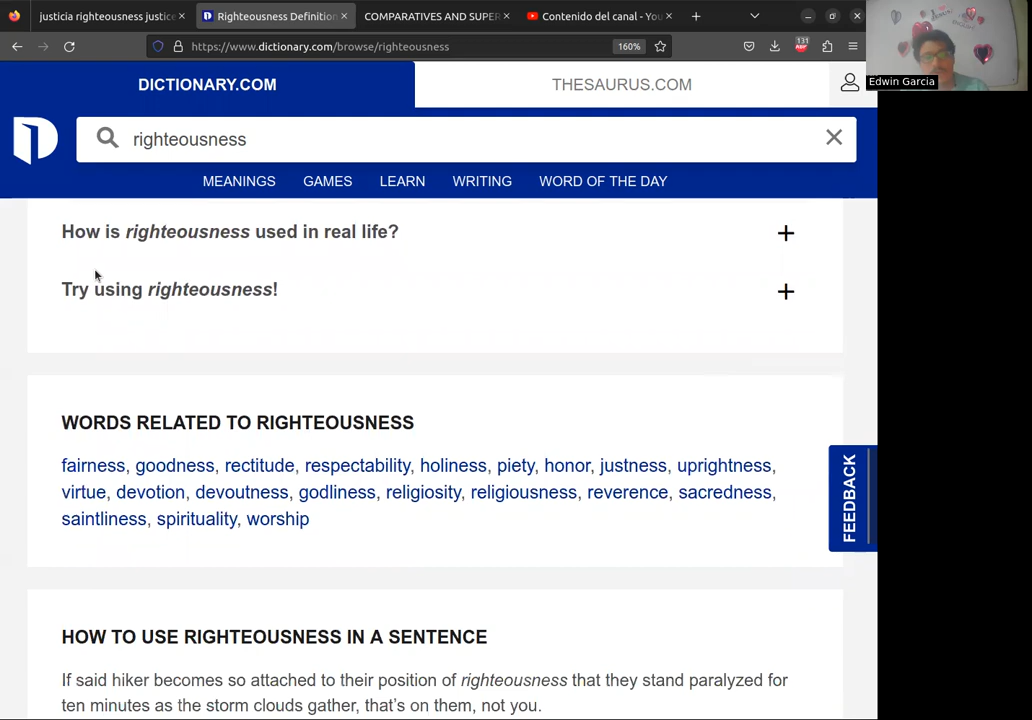 justicia righteousness justice
Righteousness Definition
COMPARATIVES AND SUPER
Contenido del canal - You
https://www.dictionary.com/browse/righteousness
160%
131
ABP
Edwin Garcia
DICTIONARY.COM
THESAURUS.COM
righteousness
MEANINGS GAMES LEARN WRITING WORD OF THE DAY
How is righteousness used in real life?
Try using righteousness!
WORDS RELATED TO RIGHTEOUSNESS
fairness, goodness, rectitude, respectability, holiness, piety, honor, justness, uprightness,
virtue, devotion, devoutness, godliness, religiosity, religiousness, reverence, sacredness,
saintliness, spirituality, worship
FEEDBACK
HOW TO USE RIGHTEOUSNESS IN A SENTENCE
If said hiker becomes so attached to their position of righteousness that they stand paralyzed for
ten minutes as the storm clouds gather, that's on them, not you.